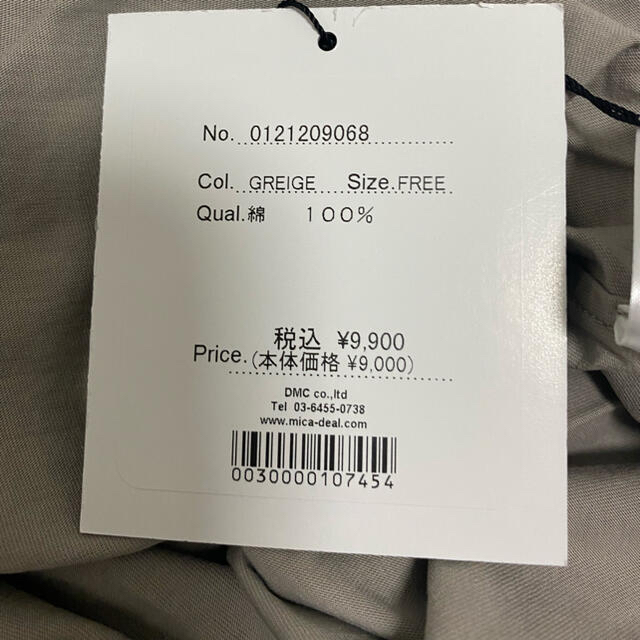 No. 0121209068
Col. GREIGE Size. FREE
Qual. 綿 100%
税込 ¥9,900
Price. (本体価格 ¥9,000)
DMC co.,ltd
Tel 03-6455-0738
www.mica-deal.com
0030000107454